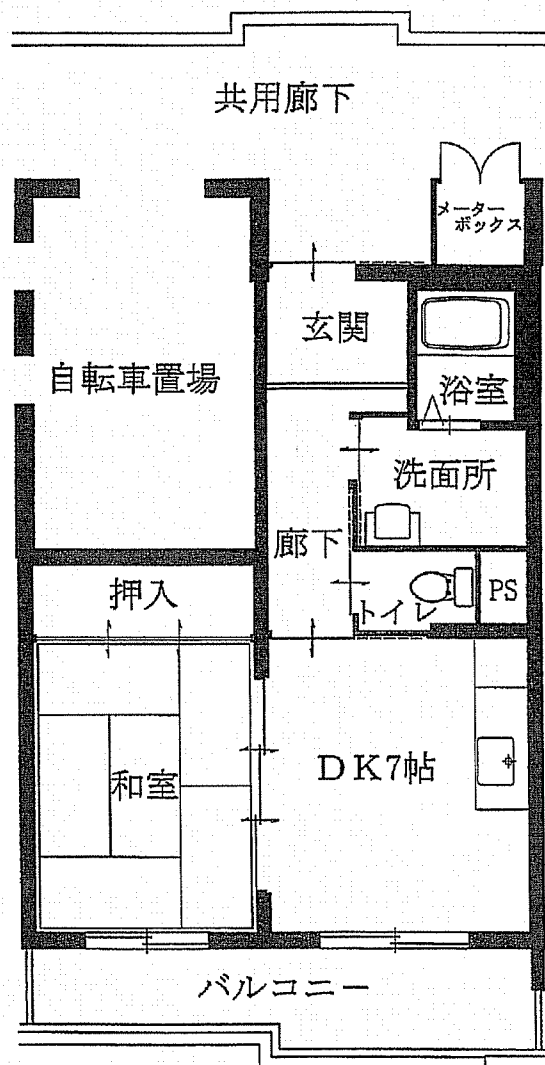 共用廊下
メーター
ボックス
玄関
自転車置場
浴室
洗面所
廊下
押入
トイレ
PS
和室
DK7帖
バルコニー